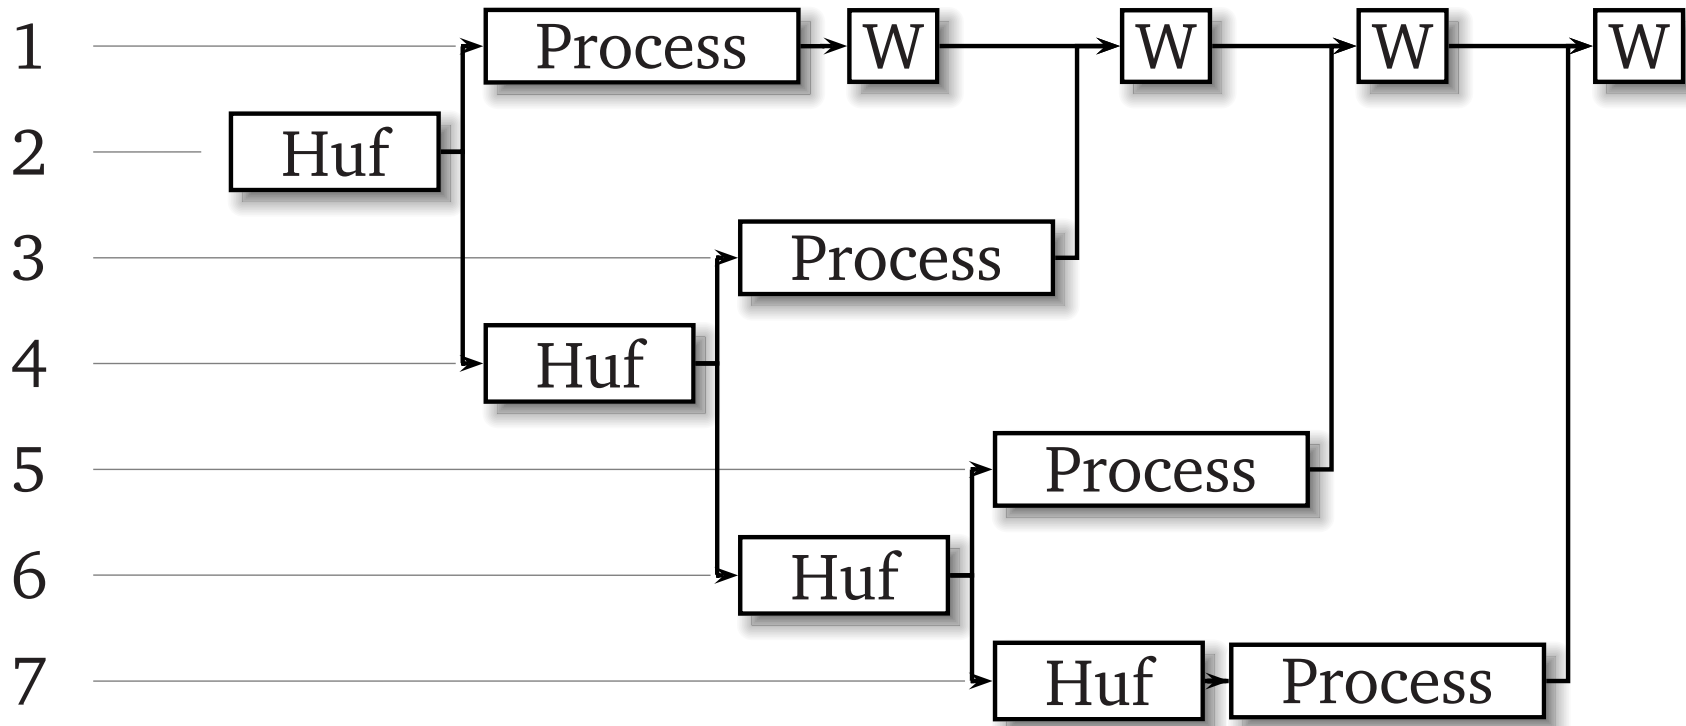 1 Process W W W W
2 Huf
3 Process
4 Huf
5 Process
6 Huf
7 Huf Process